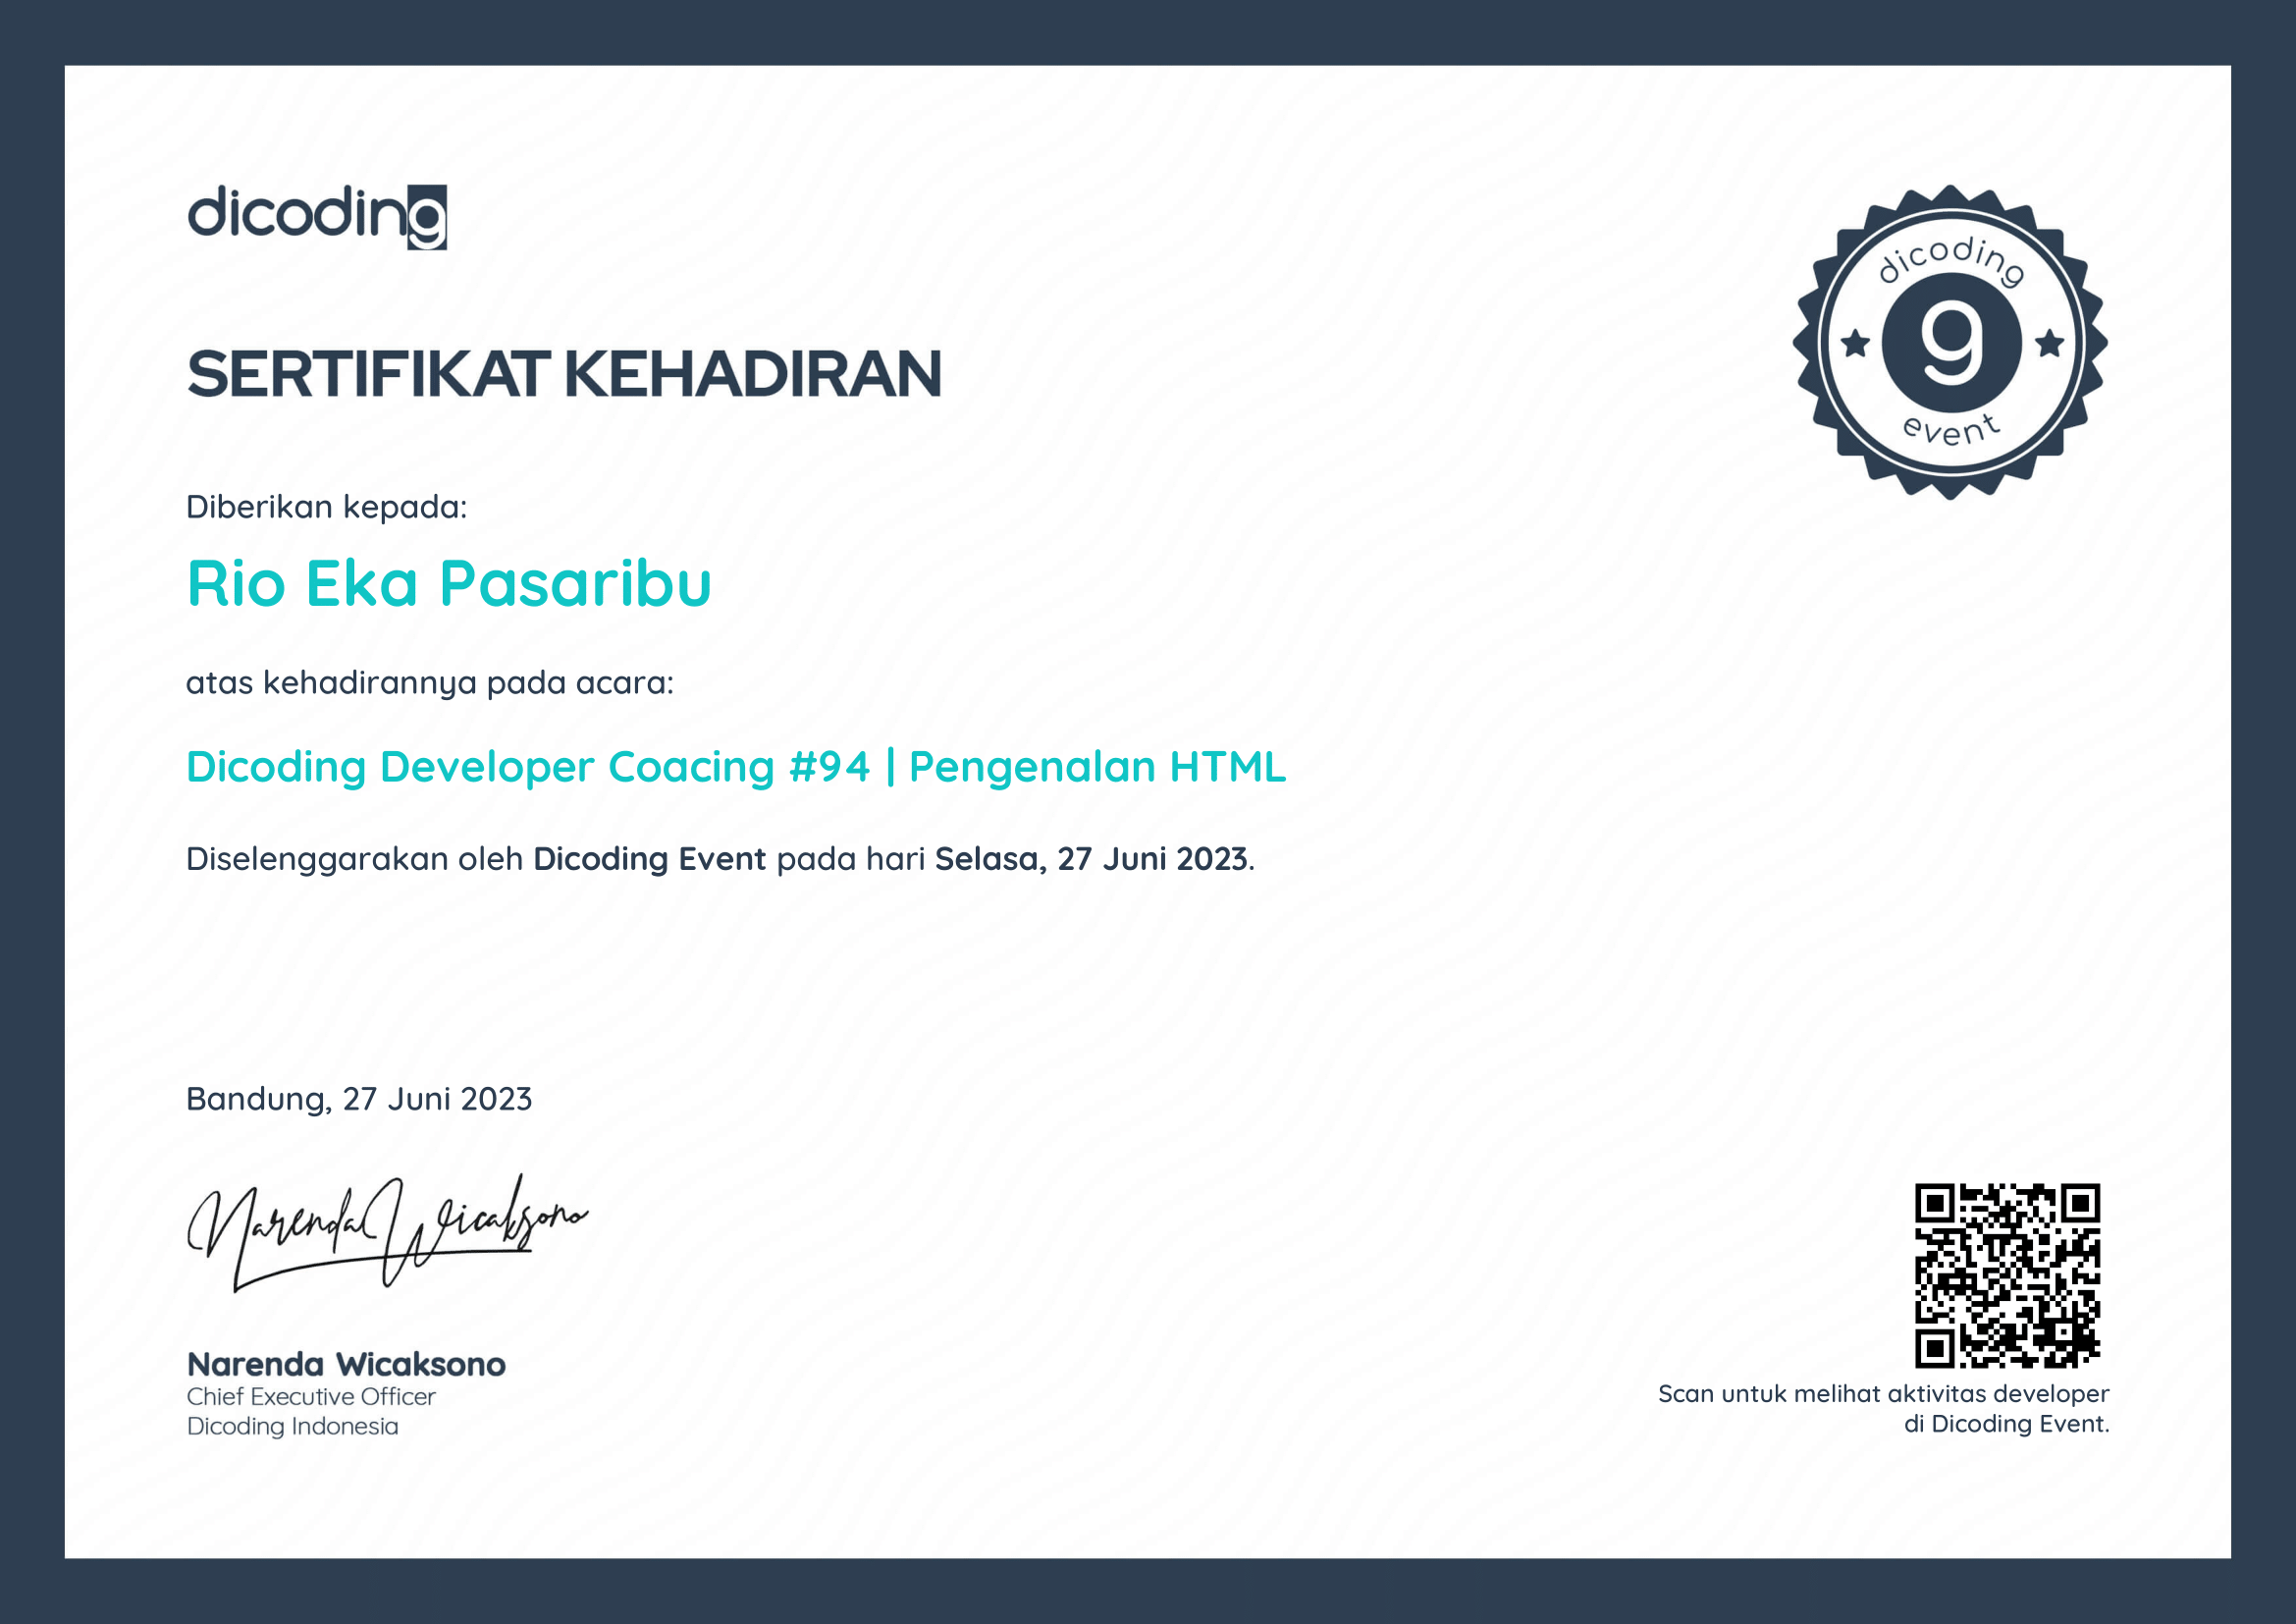 dicoding
SERTIFIKAT KEHADIRAN
dicoding
g
event
Diberikan kepada:
Rio Eka Pasaribu
atas kehadirannya pada acara:
Dicoding Developer Coacing #94 | Pengenalan HTML
Diselenggarakan oleh Dicoding Event pada hari Selasa, 27 Juni 2023.
Bandung, 27 Juni 2023
Narenda Wicaksono
Narenda Wicaksono
Chief Executive Officer
Dicoding Indonesia
Scan untuk melihat aktivitas developer
di Dicoding Event.